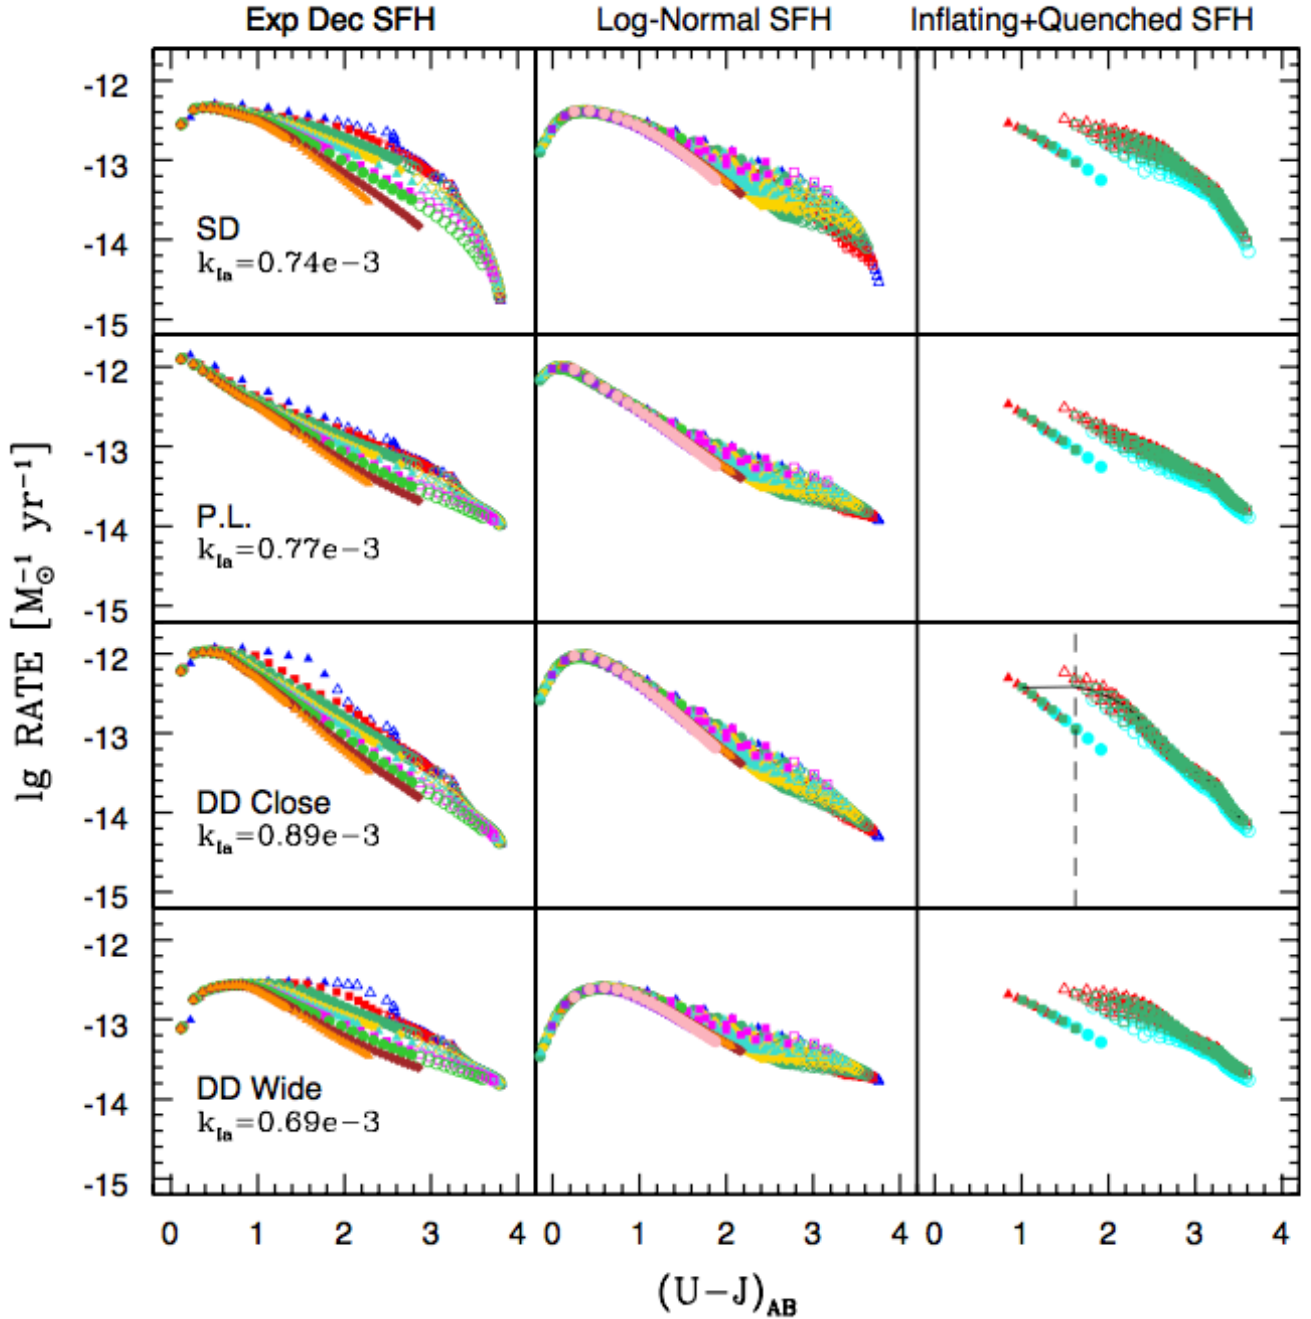 Exp Dec SFH Log-Normal SFH Inflating+Quenched SFH
-12
-13
-14
-15
SD
k_Ia=0.74e−3
-12
-13
-14
-15
P.L.
k_Ia=0.77e−3
-12
-13
-14
-15
DD Close
k_Ia=0.89e−3
-12
-13
-14
-15
DD Wide
k_Ia=0.69e−3
lg RATE [M_⊙^−1 yr^−1]
0 1 2 3 4 0 1 2 3 4 0 1 2 3 4
(U−J)_AB